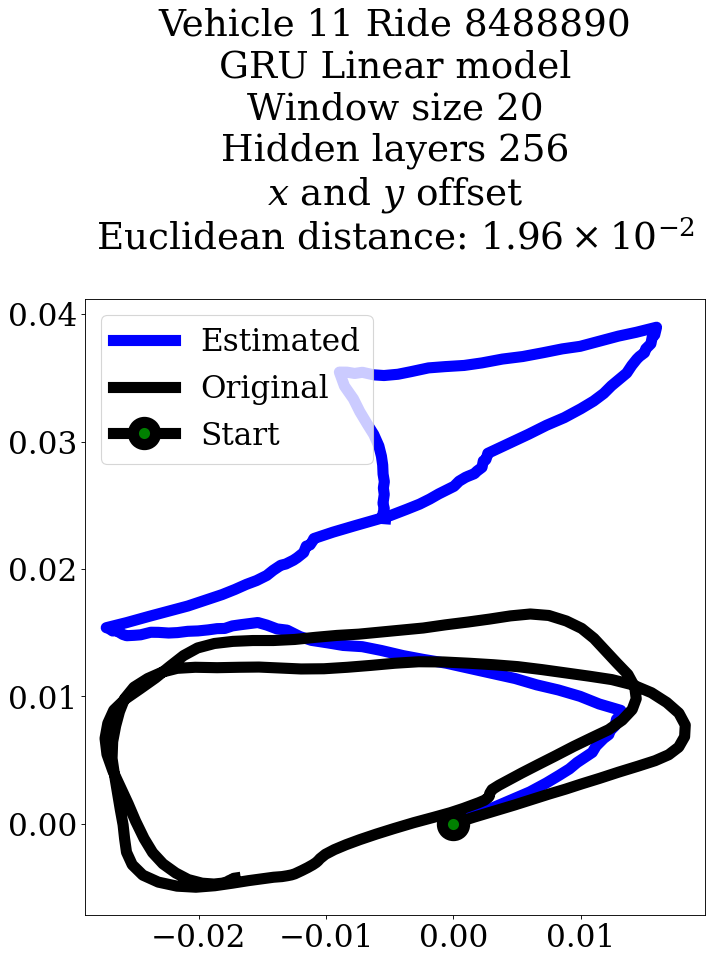 Vehicle 11 Ride 8488890
GRU Linear model
Window size 20
Hidden layers 256
x and y offset
Euclidean distance: 1.96 × 10⁻²
0.04
Estimated
Original
Start
0.03
0.02
0.01
0.00
−0.02 −0.01 0.00 0.01